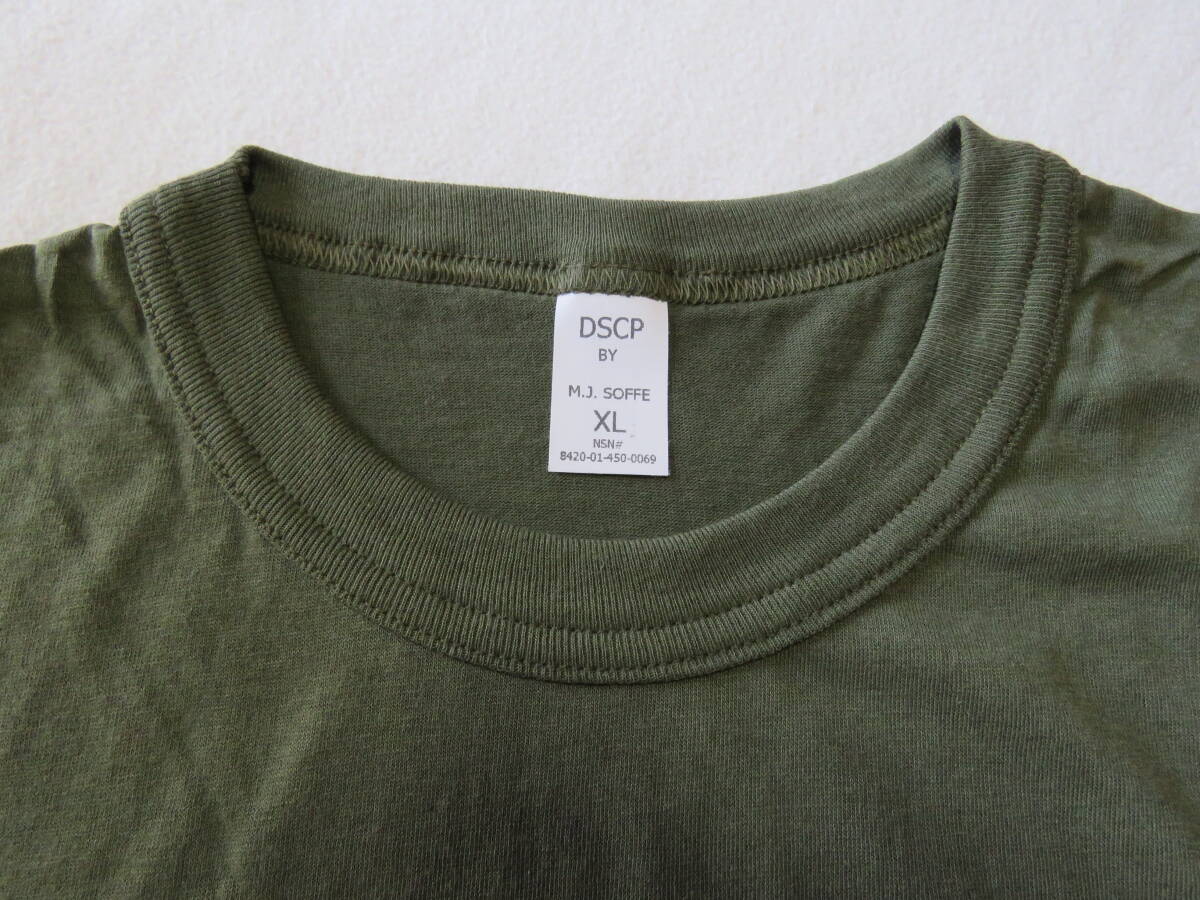 DSCP
BY
M.J. SOFFE
XL
NSN#
8420-01-450-0069